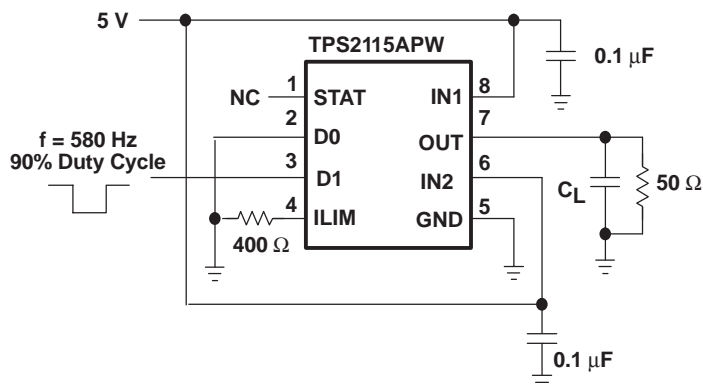 5 V
TPS2115APW
0.1 μF
NC
1
STAT
IN1
8
2
D0
OUT
7
f = 580 Hz
90% Duty Cycle
3
D1
IN2
6
CL
50 Ω
4
ILIM
GND
5
400 Ω
0.1 μF